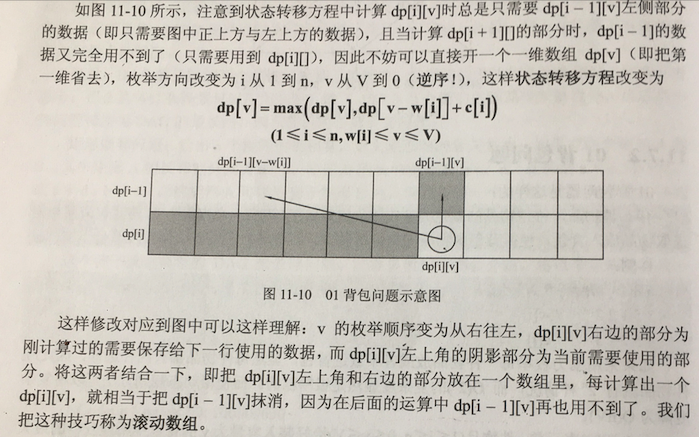 如图 11-10 所示，注意到状态转移方程中计算 dp[i][v]时总是只需要 dp[i－1][v]左侧部分
的数据（即只需要图中正上方与左上方的数据），且当计算 dp[i＋1][]的部分时，dp[i－1]的数
据又完全用不到了（只需要用到 dp[i][]），因此不妨可以直接开一个一维数组 dp[v]（即把第
一维省去），枚举方向改变为 i 从 1 到 n，v 从 V 到 0（逆序！），这样状态转移方程改变为
dp[v]=max(dp[v],dp[v－w[i]]+c[i])
(1≤i≤n,w[i]≤v≤V)
dp[i-1][v-w[i]] dp[i-1][v]
dp[i-1]
dp[i]
dp[i][v]
图 11-10 01 背包问题示意图
这样修改对应到图中可以这样理解：v 的枚举顺序变为从右往左，dp[i][v]右边的部分为
刚计算过的需要保存给下一行使用的数据，而 dp[i][v]左上角的阴影部分为当前需要使用的部
分。将这两者结合一下，即把 dp[i][v]左上角和右边的部分放在一个数组里，每计算出一个
dp[i][v]，就相当于把 dp[i－1][v]抹消，因为在后面的运算中 dp[i－1][v]再也用不到了。我们
把这种技巧称为滚动数组。